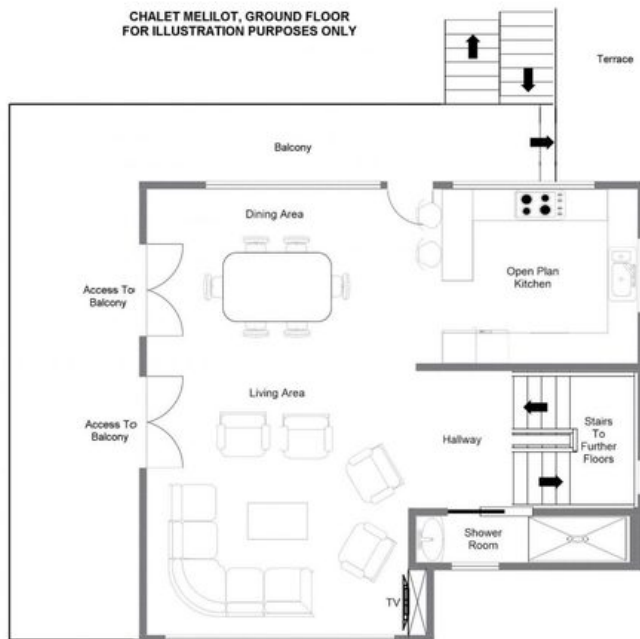 CHALET MELILOT, GROUND FLOOR
FOR ILLUSTRATION PURPOSES ONLY
Terrace
Balcony
Dining Area
Open Plan
Kitchen
Access To
Balcony
Living Area
Access To
Balcony
Hallway
Stairs
To
Further
Floors
Shower
Room
TV